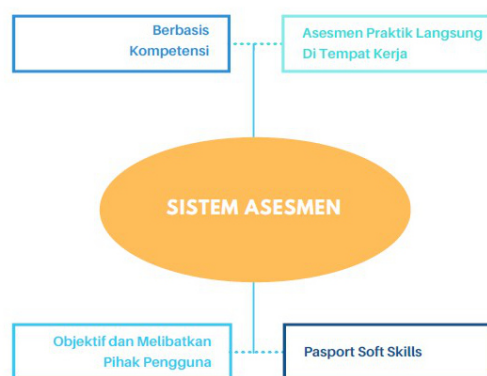 Berbasis
Kompetensi
Asesmen Praktik Langsung
Di Tempat Kerja
SISTEM ASESMEN
Objektif dan Melibatkan
Pihak Pengguna
Pasport Soft Skills